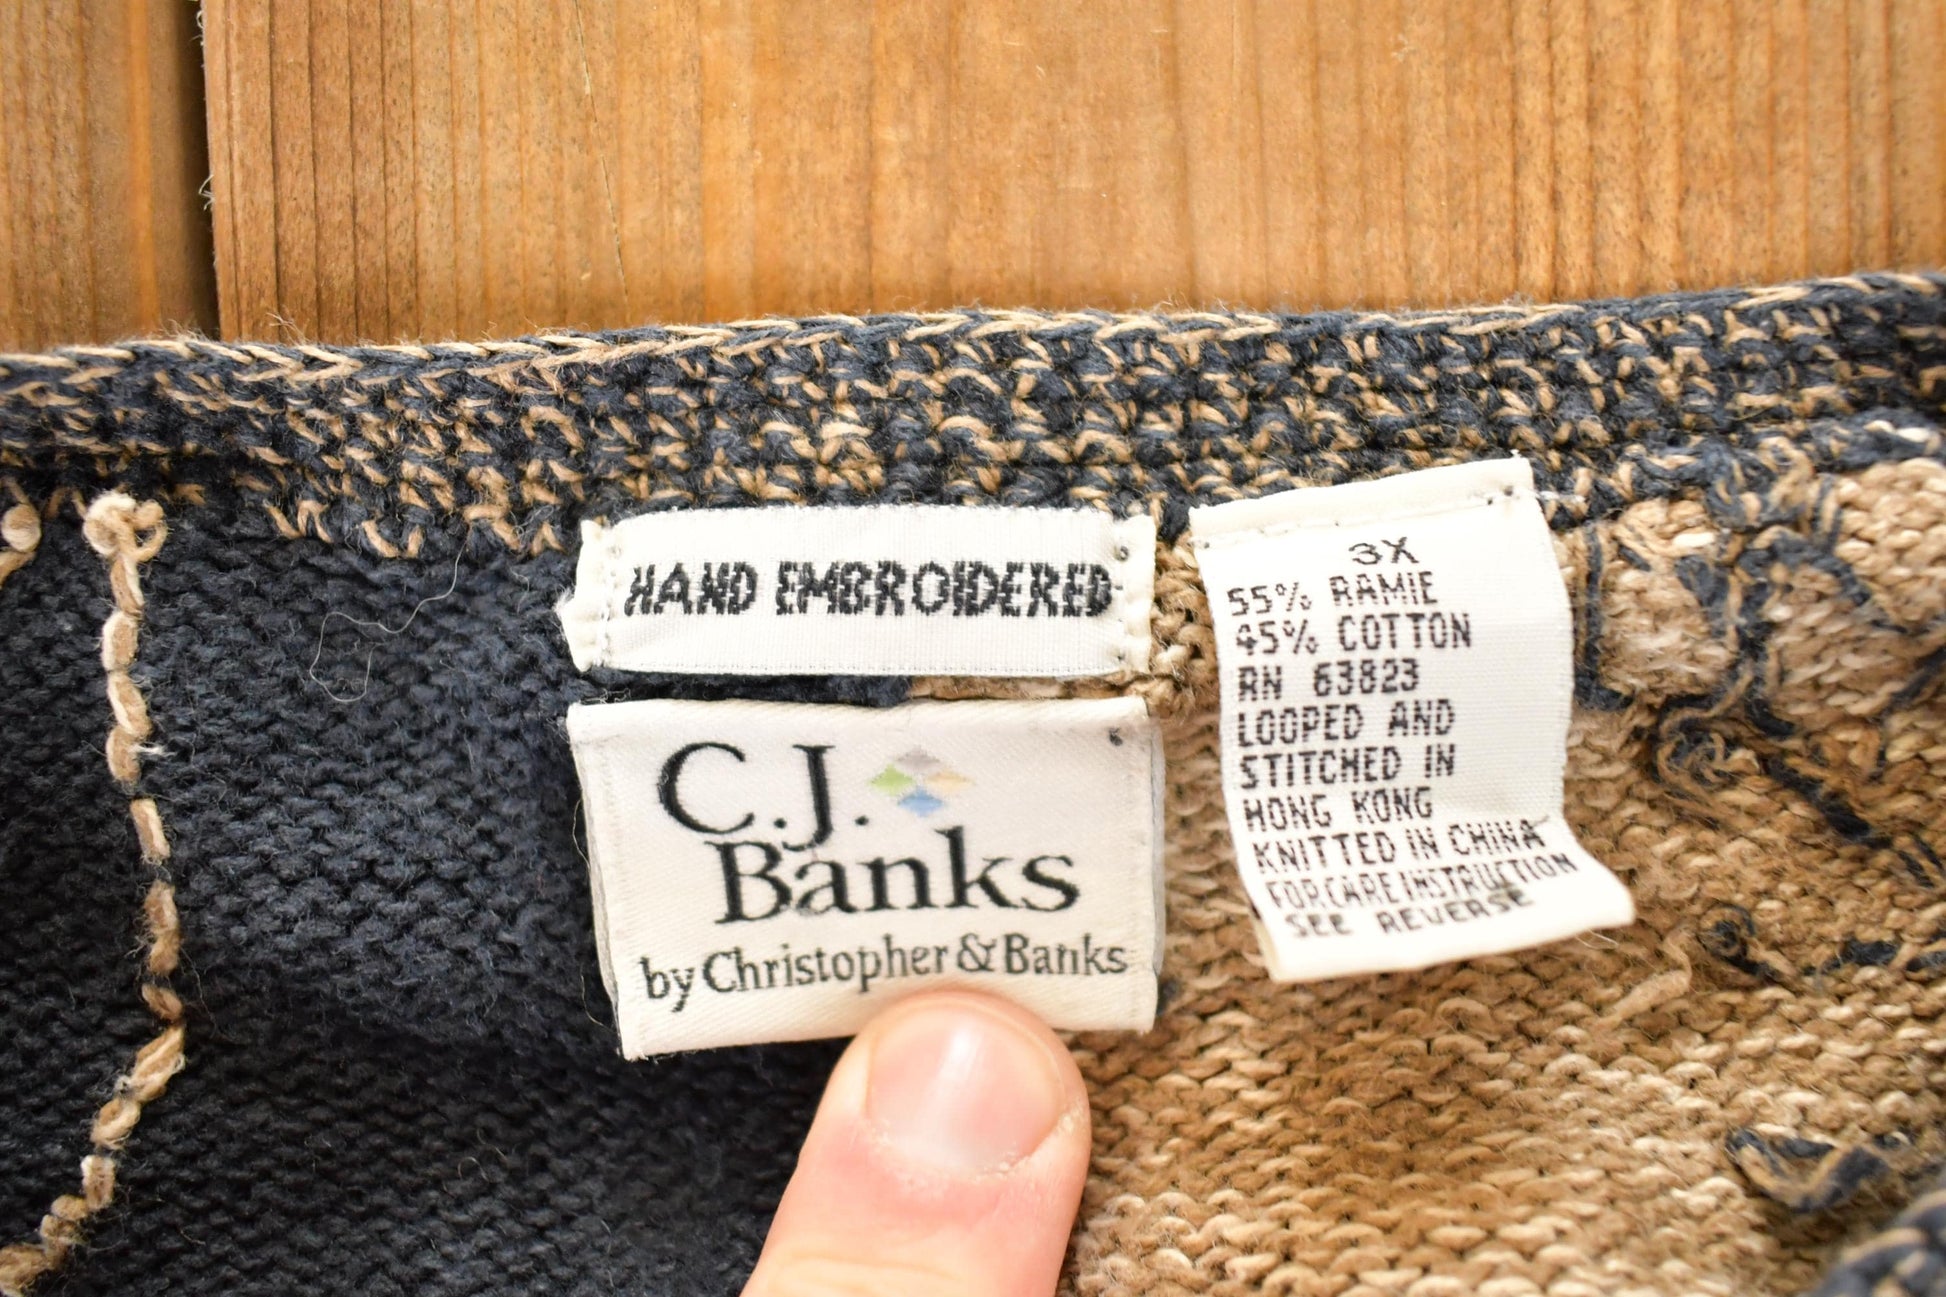 HAND EMBROIDERED
C.J.
Banks
by Christopher & Banks
3X
55% RAMIE
45% COTTON
RN 63823
LOOPED AND
STITCHED IN
HONG KONG
KNITTED IN CHINA
FOR CARE INSTRUCTION
SEE REVERSE